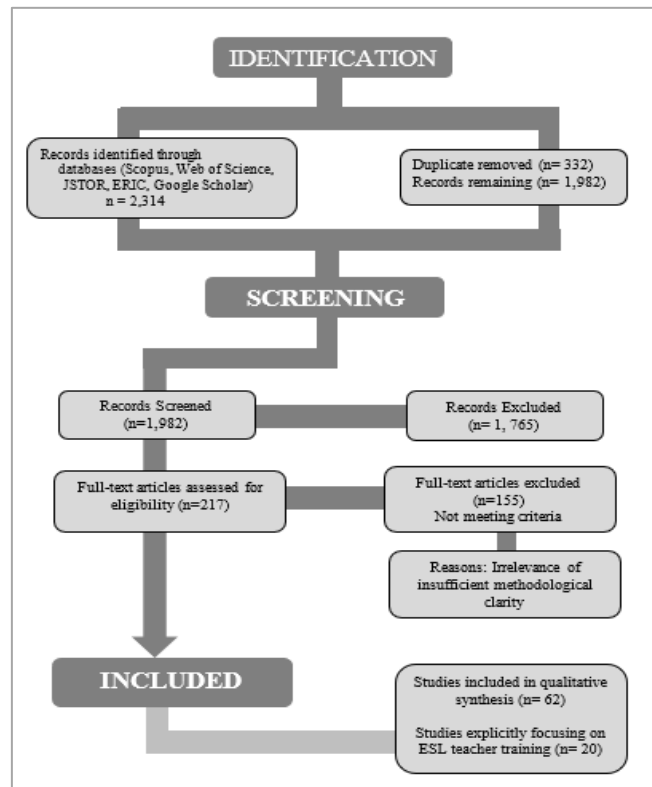 IDENTIFICATION
Records identified through
databases (Scopus, Web of Science,
JSTOR, ERIC, Google Scholar)
n = 2,314
Duplicate removed (n= 332)
Records remaining (n= 1,982)
SCREENING
Records Screened
(n=1,982)
Records Excluded
(n= 1, 765)
Full-text articles assessed for
eligibility (n=217)
Full-text articles excluded
(n=155)
Not meeting criteria
Reasons: Irrelevance of
insufficient methodological
clarity
INCLUDED
Studies included in qualitative
synthesis (n= 62)
Studies explicitly focusing on
ESL teacher training (n= 20)